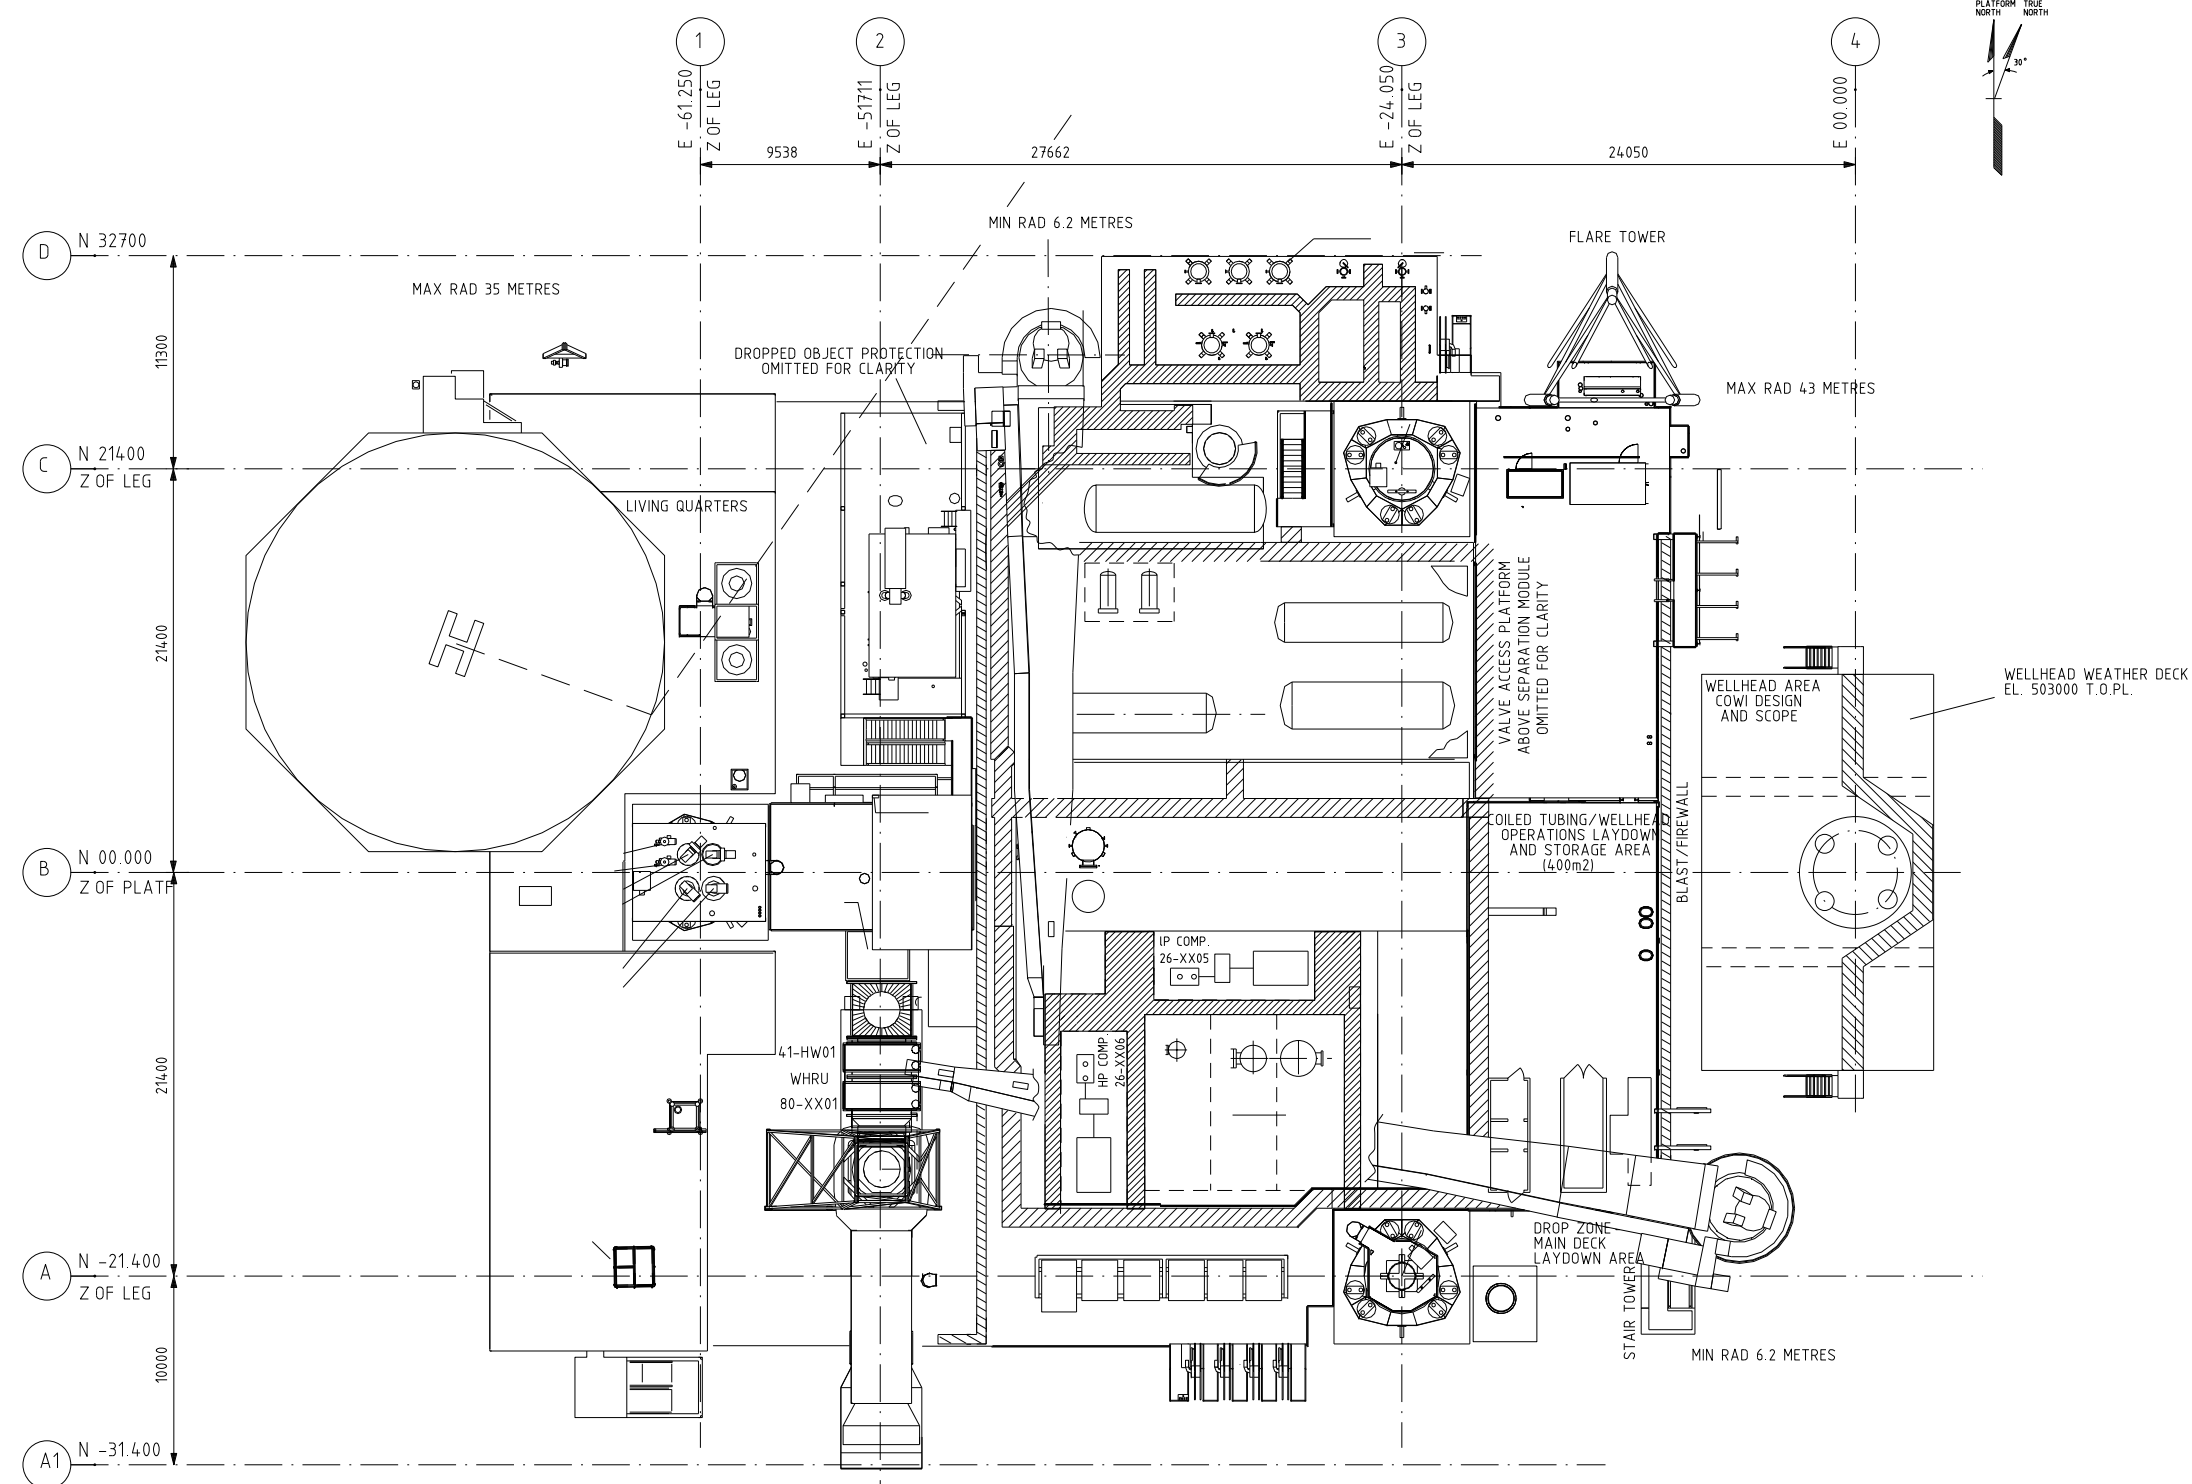 PLATFORM TRUE
NORTH NORTH
30°
1
2
3
4
E -61.250
Z OF LEG
E -51711
Z OF LEG
E -24.050
Z OF LEG
E 00.000
9538
27662
24050
MIN RAD 6.2 METRES
FLARE TOWER
D
N 32700
MAX RAD 35 METRES
11300
DROPPED OBJECT PROTECTION
OMITTED FOR CLARITY
MAX RAD 43 METRES
C
N 21400
Z OF LEG
LIVING QUARTERS
21400
H
VALVE ACCESS PLATFORM
ABOVE SEPARATION MODULE
OMITTED FOR CLARITY
WELLHEAD WEATHER DECK
EL. 503000 T.O.PL.
WELLHEAD AREA
COWI DESIGN
AND SCOPE
COILED TUBING/WELLHEAD
OPERATIONS LAYDOWN
AND STORAGE AREA
(400m2)
BLAST/FIREWALL
B
N 00.000
Z OF PLATF
IP COMP.
26-XX05
HP COMP.
26-XX06
41-HW01
WHRU
80-XX01
21400
DROP ZONE
MAIN DECK
LAYDOWN AREA
STAIR TOWER
A
N -21.400
Z OF LEG
MIN RAD 6.2 METRES
10000
A1
N -31.400